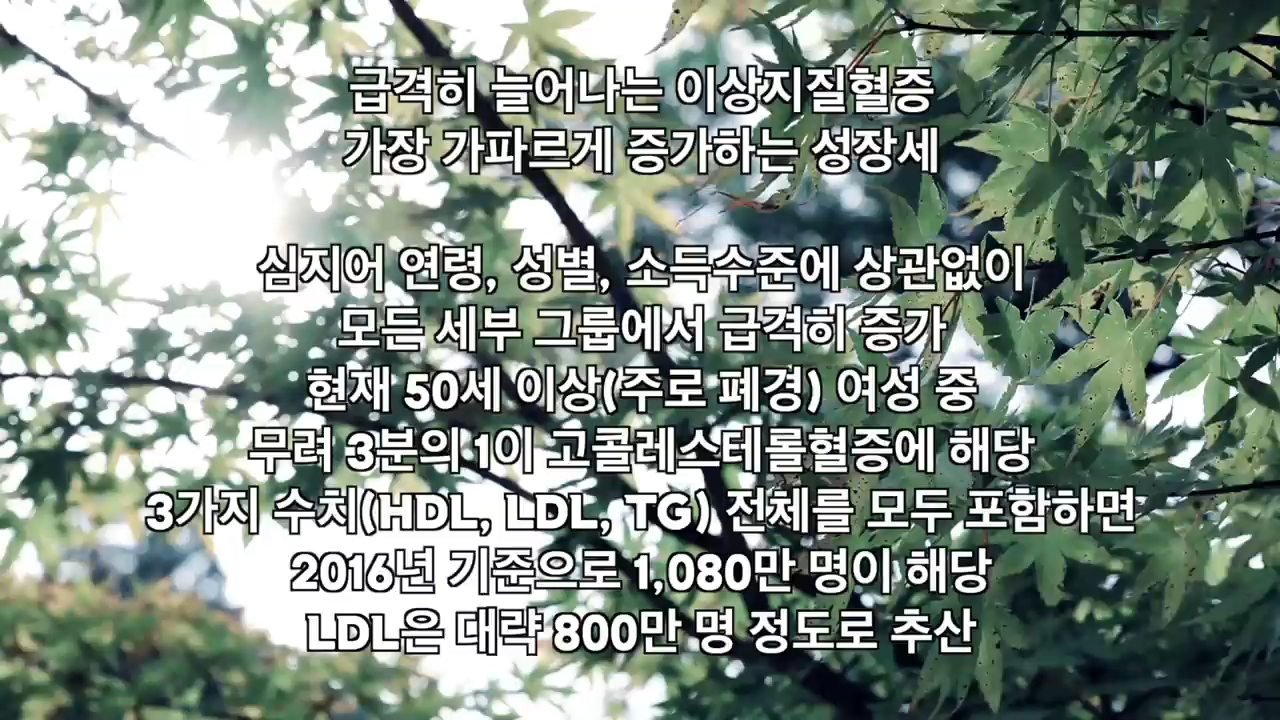 급격히 늘어나는 이상지질혈증
가장 가파르게 증가하는 성장세
심지어 연령, 성별, 소득수준에 상관없이
모든 세부 그룹에서 급격히 증가
현재 50세 이상(주로 폐경) 여성 중
무려 3분의 1이 고콜레스테롤혈증에 해당
3가지 수치(HDL, LDL, TG) 전체를 모두 포함하면
2016년 기준으로 1,080만 명이 해당
LDL은 대략 800만 명 정도로 추산